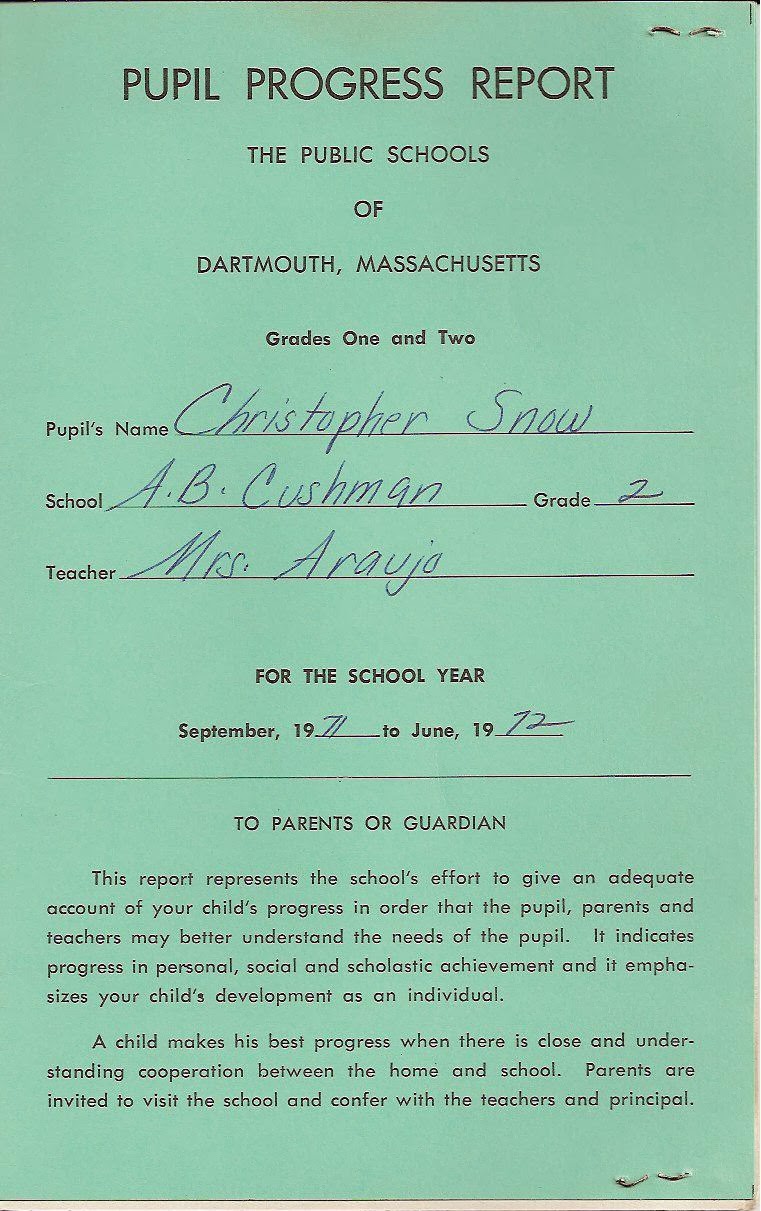 PUPIL PROGRESS REPORT
THE PUBLIC SCHOOLS
OF
DARTMOUTH, MASSACHUSETTS
Grades One and Two
Pupil's Name Christopher Snow
School A.B. Cushman Grade 2
Teacher Mrs. Araujo
FOR THE SCHOOL YEAR
September, 1971 to June, 1972
TO PARENTS OR GUARDIAN
This report represents the school's effort to give an adequate
account of your child's progress in order that the pupil, parents and
teachers may better understand the needs of the pupil. It indicates
progress in personal, social and scholastic achievement and it empha-
sizes your child's development as an individual.
A child makes his best progress when there is close and under-
standing cooperation between the home and school. Parents are
invited to visit the school and confer with the teachers and principal.